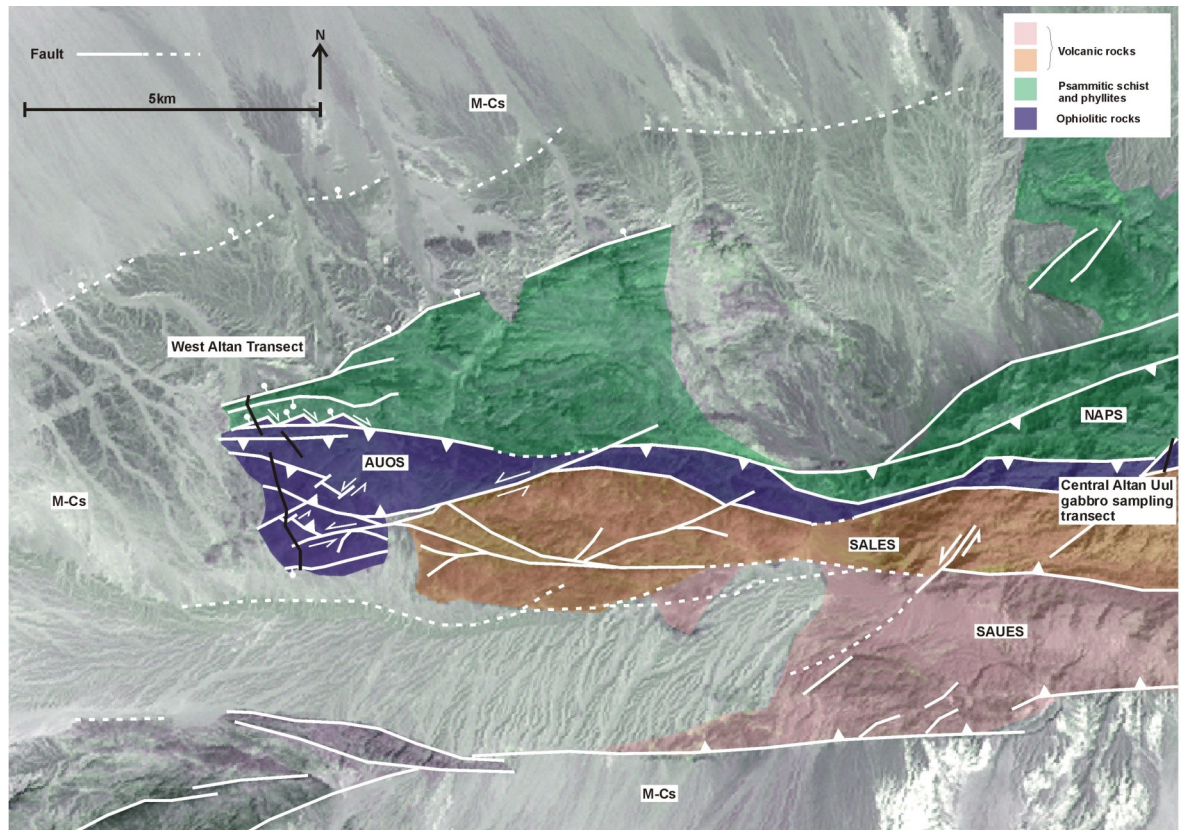 N
Fault
5km
M-Cs
Volcanic rocks
Psammitic schist
and phyllites
Ophiolitic rocks
West Altan Transect
NAPS
AUOS
M-Cs
Central Altan Uul
gabbro sampling
transect
SALES
SAUES
M-Cs